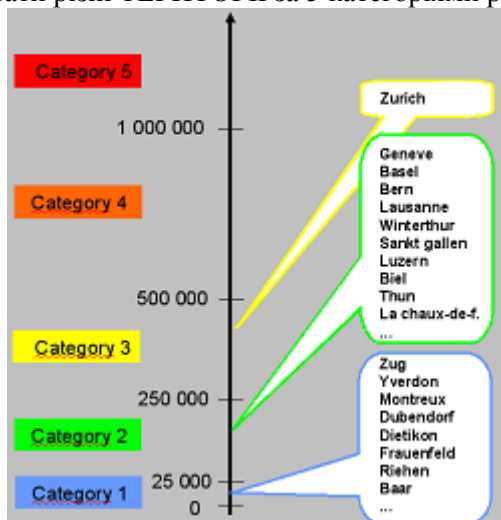 Category 5
1 000 000
Category 4
500 000
Category 3
250 000
Category 2
25 000
Category 1
0
Zurich
Geneve
Basel
Bern
Lausanne
Winterthur
Sankt gallen
Luzern
Biel
Thun
La chaux-de-f.
...
Zug
Yverdon
Montreux
Dubendorf
Dietikon
Frauenfeld
Riehen
Baar
...